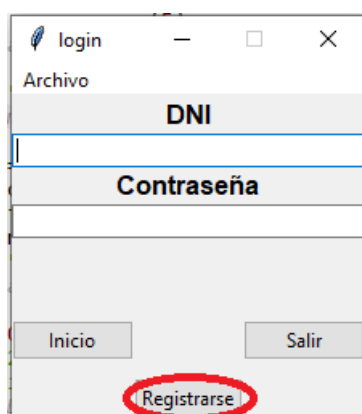 login
Archivo
DNI
Contraseña
Inicio Salir
Registrarse